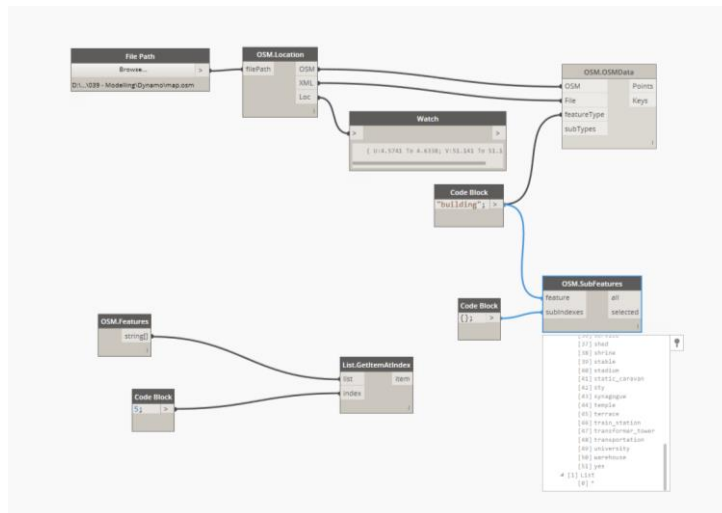 File Path
Browse... >
D:\...\039 - Modelling\Dynamo\map.osm
OSM.Location
filePath OSM
XML
Loc
Watch
> >
OSM.OSMData
OSM Points
File Keys
featureType
subTypes
Code Block
"building"; >
OSM.SubFeatures
feature all
subIndexes selected
Code Block
{}; >
OSM.Features
string[]
List.GetItemAtIndex
list item
index
Code Block
5; >
[37] shed
[38] shrine
[39] stable
[40] stadium
[41] static_caravan
[42] sty
[43] synagogue
[44] temple
[45] terrace
[46] train_station
[47] transformer_tower
[48] transportation
[49] university
[50] warehouse
[51] yes
[1] List
[0] *